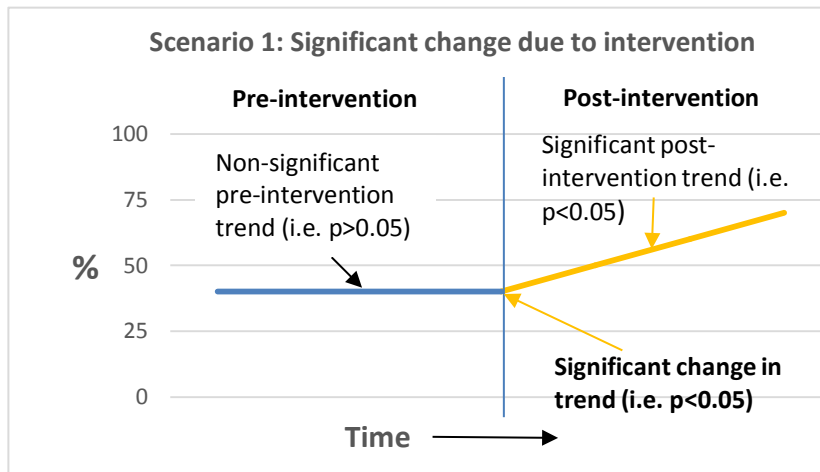 Scenario 1: Significant change due to intervention
Pre-intervention
Post-intervention
100
75
50
25
0
%
Non-significant
pre-intervention
trend (i.e. p>0.05)
Significant post-
intervention trend (i.e.
p<0.05)
Significant change in
trend (i.e. p<0.05)
Time